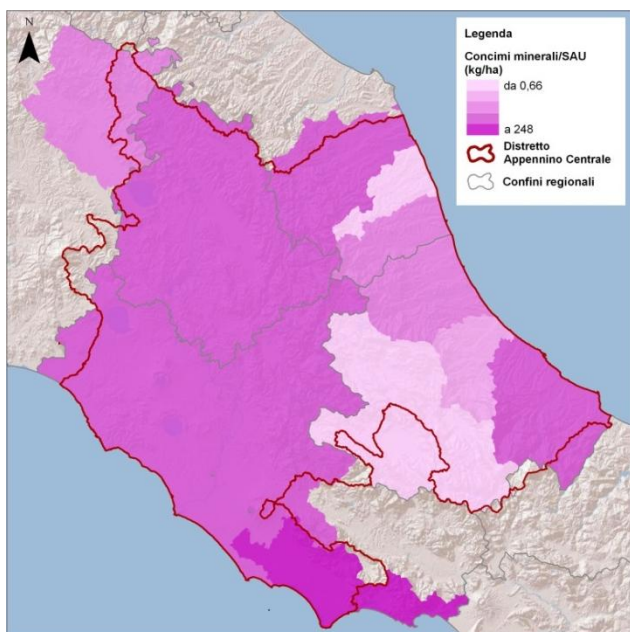 N
Legenda
Concimi minerali/SAU
(kg/ha)
da 0,66
a 248
Distretto
Appennino Centrale
Confini regionali